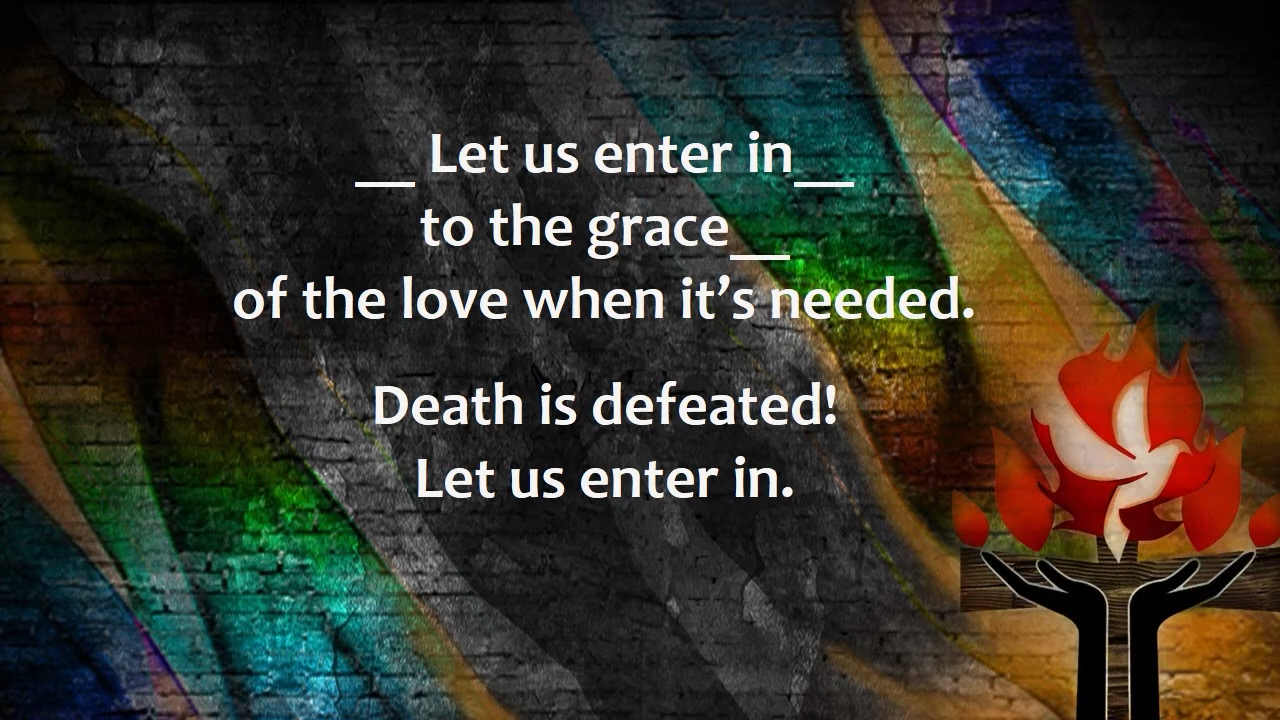 __ Let us enter in__
to the grace__
of the love when it’s needed.
Death is defeated!
Let us enter in.